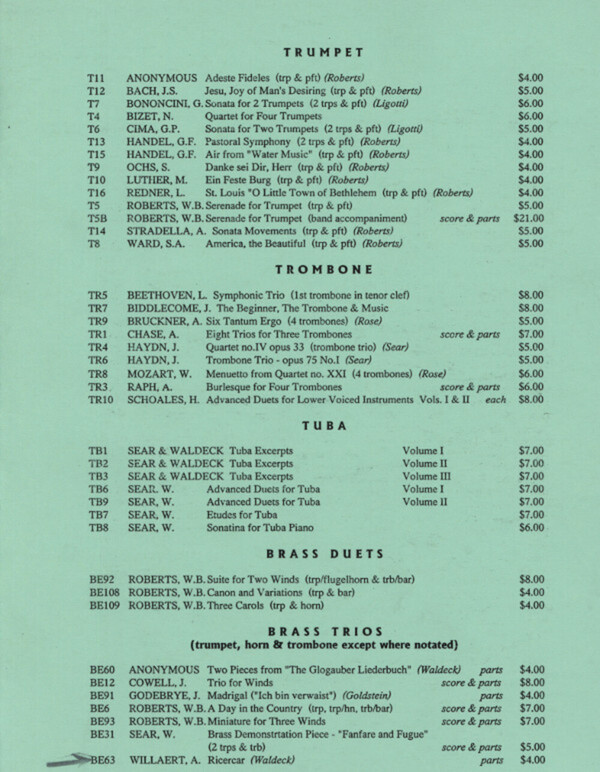 TRUMPET
T11 ANONYMOUS Adeste Fideles (trp & pft) (Roberts) $4.00
T12 BACH, J.S. Jesu, Joy of Man's Desiring (trp & pft) (Roberts) $5.00
T7 BONONCINI, G. Sonata for 2 Trumpets (2 trps & pft) (Ligotti) $6.00
T4 BIZET, N. Quartet for Four Trumpets $6.00
T6 CIMA, G.P. Sonata for Two Trumpets (2 trps & pft) (Ligotti) $5.00
T13 HANDEL, G.F. Pastoral Symphony (2 trps & pft) (Roberts) $4.00
T15 HANDEL, G.F. Air from "Water Music" (trp & pft) (Roberts) $4.00
T9 OCHS, S. Danke sei Dir, Herr (trp & pft) (Roberts) $4.00
T10 LUTHER, M. Ein Feste Burg (trp & pft) (Roberts) $4.00
T16 REDNER, L. St. Louis "O Little Town of Bethlehem (trp & pft) (Roberts) $4.00
T5 ROBERTS, W.B. Serenade for Trumpet (trp & pft) $5.00
T5B ROBERTS, W.B. Serenade for Trumpet (band accompaniment) score & parts $21.00
T14 STRADELLA, A. Sonata Movements (trp & pft) (Roberts) $5.00
T8 WARD, S.A. America, the Beautiful (trp & pft) (Roberts) $5.00
TROMBONE
TR5 BEETHOVEN, L. Symphonic Trio (1st trombone in tenor clef) $8.00
TR7 BIDDLECOME, J. The Beginner, The Trombone & Music $8.00
TR9 BRUCKNER, A. Six Tantum Ergo (4 trombones) (Rose) $5.00
TR1 CHASE, A. Eight Trios for Three Trombones score & parts $7.00
TR4 HAYDN, J. Quartet no.IV opus 33 (trombone trio) (Sear) $5.00
TR6 HAYDN, J. Trombone Trio - opus 75 No.I (Sear) $5.00
TR8 MOZART, W. Menuetto from Quartet no. XXI (4 trombones) (Rose) $6.00
TR3 RAPH, A. Burlesque for Four Trombones score & parts $6.00
TR10 SCHOALES, H. Advanced Duets for Lower Voiced Instruments Vols. I & II each $8.00
TUBA
TB1 SEAR & WALDECK Tuba Excerpts Volume I $7.00
TB2 SEAR & WALDECK Tuba Excerpts Volume II $7.00
TB3 SEAR & WALDECK Tuba Excerpts Volume III $7.00
TB6 SEAR. W. Advanced Duets for Tuba Volume I $7.00
TB9 SEAR, W. Advanced Duets for Tuba Volume II $7.00
TB7 SEAR, W. Etudes for Tuba $7.00
TB8 SEAR, W. Sonatina for Tuba Piano $6.00
BRASS DUETS
BE92 ROBERTS, W.B. Suite for Two Winds (trp/flugelhorn & trb/bar) $8.00
BE108 ROBERTS, W.B. Canon and Variations (trp & bar) $4.00
BE109 ROBERTS, W.B. Three Carols (trp & horn) $4.00
BRASS TRIOS
(trumpet, horn & trombone except where notated)
BE60 ANONYMOUS Two Pieces from "The Glogauber Liederbuch" (Waldeck) parts $4.00
BE12 COWELL, J. Trio for Winds score & parts $8.00
BE91 GODEBRYE, J. Madrigal ("Ich bin verwaist") (Goldstein) parts $4.00
BE6 ROBERTS, W.B. A Day in the Country (trp, trp/hn, trb/bar) score & parts $7.00
BE93 ROBERTS, W.B. Miniature for Three Winds score & parts $7.00
BE31 SEAR, W. Brass Demonstrtation Piece - "Fanfare and Fugue"
(2 trps & trb) score & parts $5.00
BE63 WILLAERT, A. Ricercar (Waldeck) parts $4.00